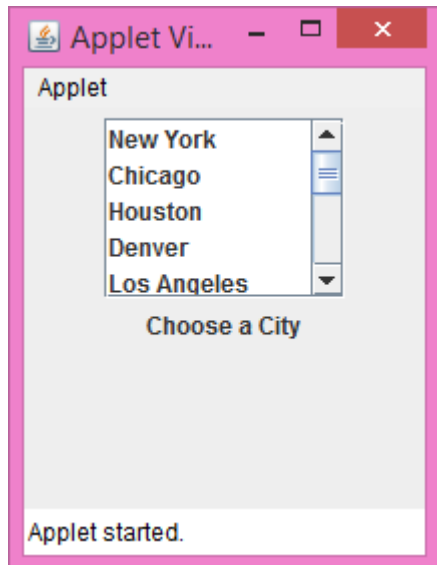 Applet Vi...
Applet
New York
Chicago
Houston
Denver
Los Angeles
Choose a City
Applet started.